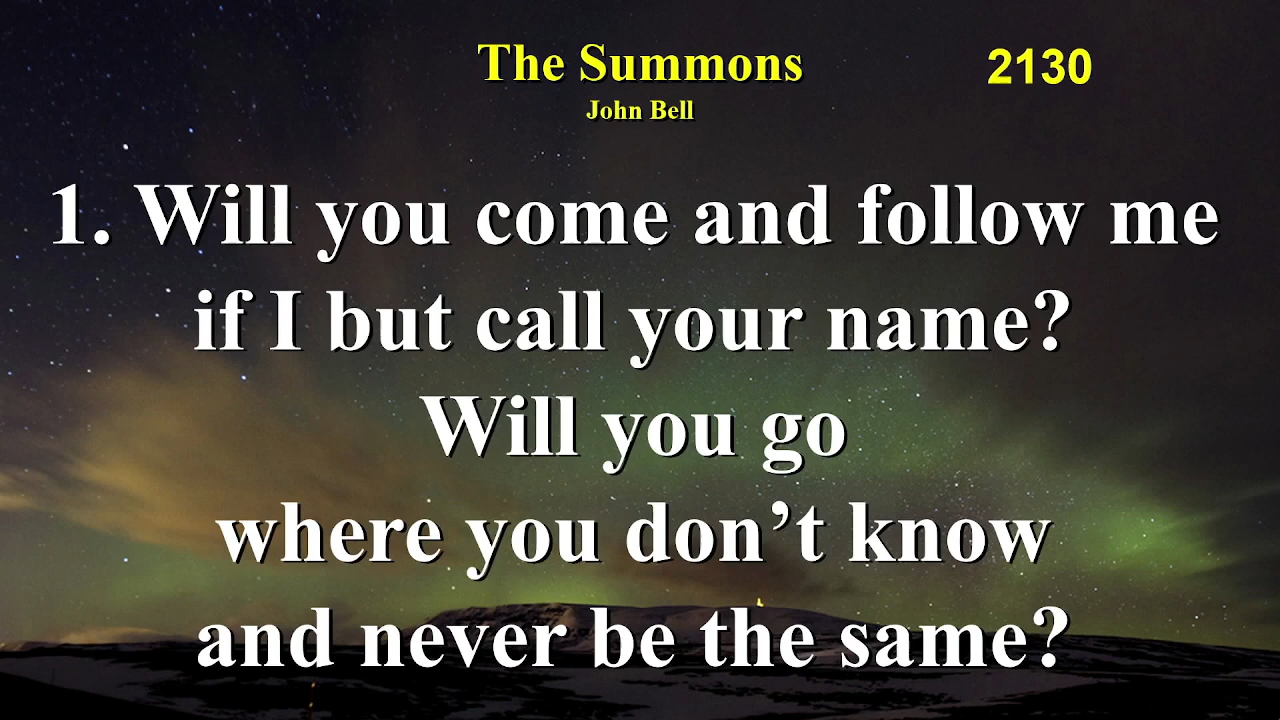 The Summons 2130
John Bell
1. Will you come and follow me
if I but call your name?
Will you go
where you don’t know
and never be the same?